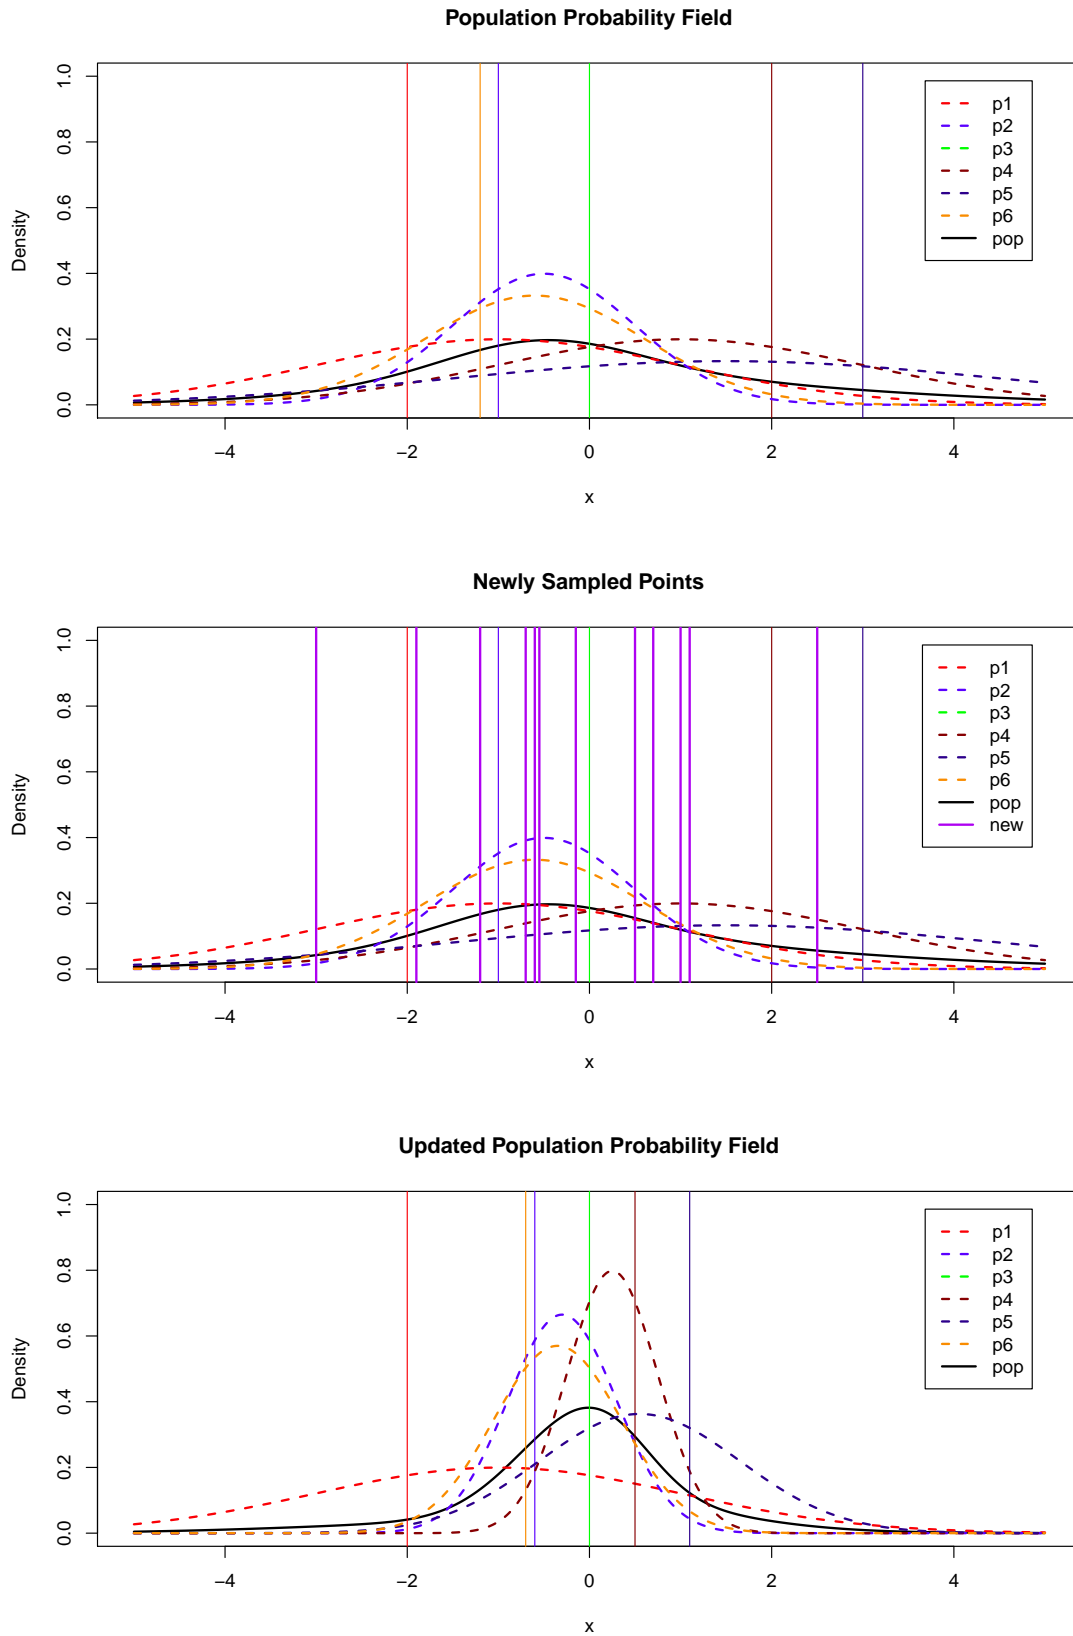 Population Probability Field
Density
0.0 0.2 0.4 0.6 0.8 1.0
p1
p2
p3
p4
p5
p6
pop
−4 −2 0 2 4
x
Newly Sampled Points
Density
0.0 0.2 0.4 0.6 0.8 1.0
p1
p2
p3
p4
p5
p6
pop
new
−4 −2 0 2 4
x
Updated Population Probability Field
Density
0.0 0.2 0.4 0.6 0.8 1.0
p1
p2
p3
p4
p5
p6
pop
−4 −2 0 2 4
x